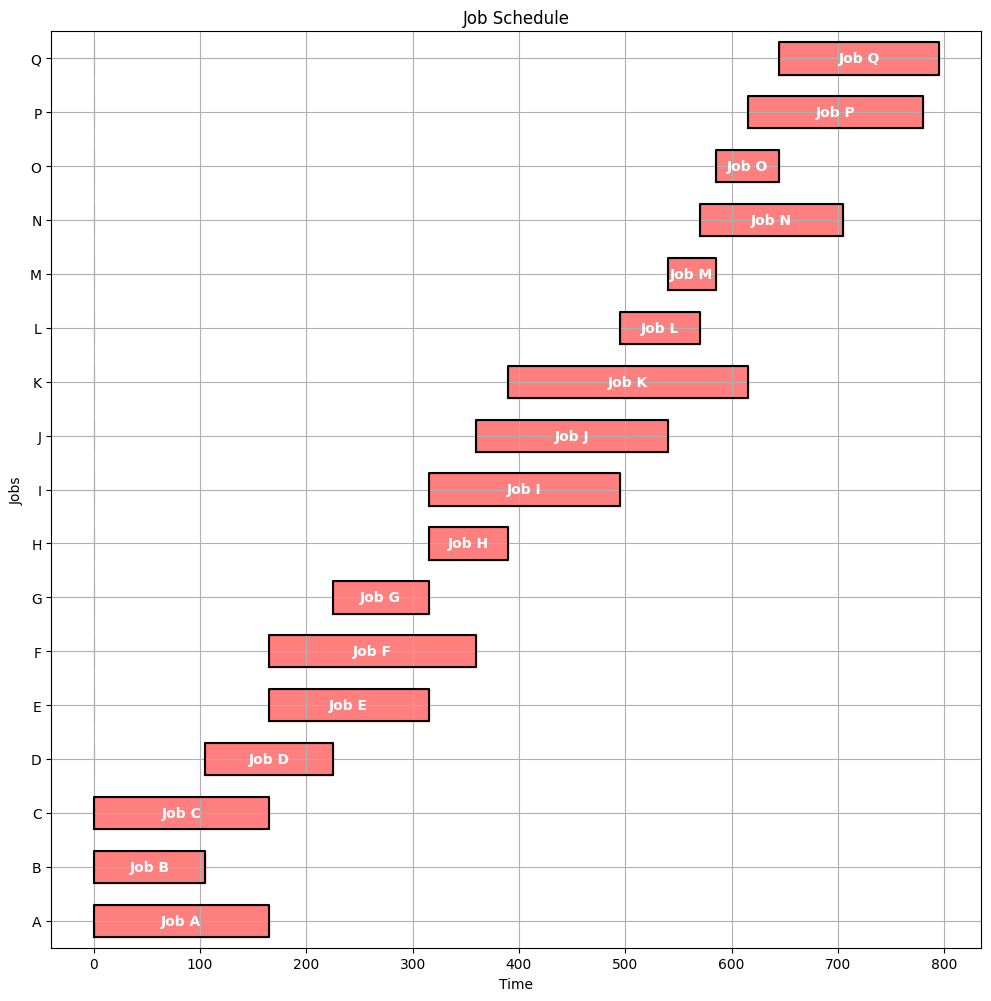 Job Schedule
Q
Job Q
P
Job P
O
Job O
N
Job N
M
Job M
L
Job L
K
Job K
J
Job J
I
Job I
Jobs
H
Job H
G
Job G
F
Job F
E
Job E
D
Job D
C
Job C
B
Job B
A
Job A
0 100 200 300 400 500 600 700 800
Time